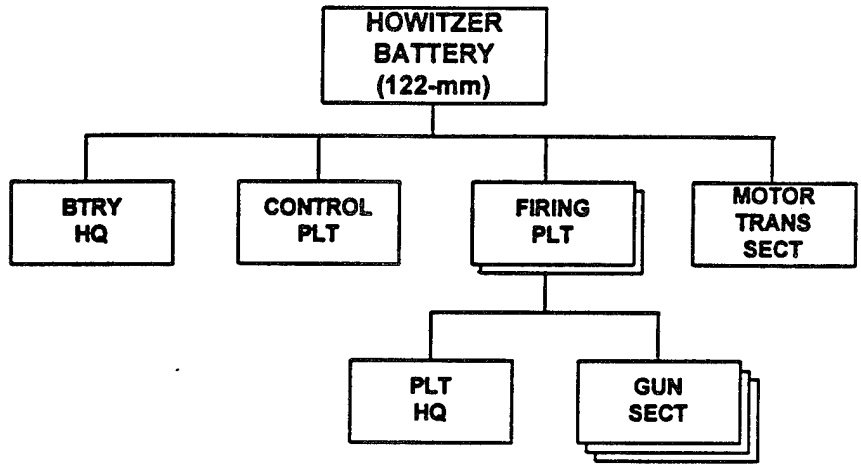 HOWITZER
BATTERY
(122-mm)
BTRY
HQ
CONTROL
PLT
FIRING
PLT
MOTOR
TRANS
SECT
PLT
HQ
GUN
SECT